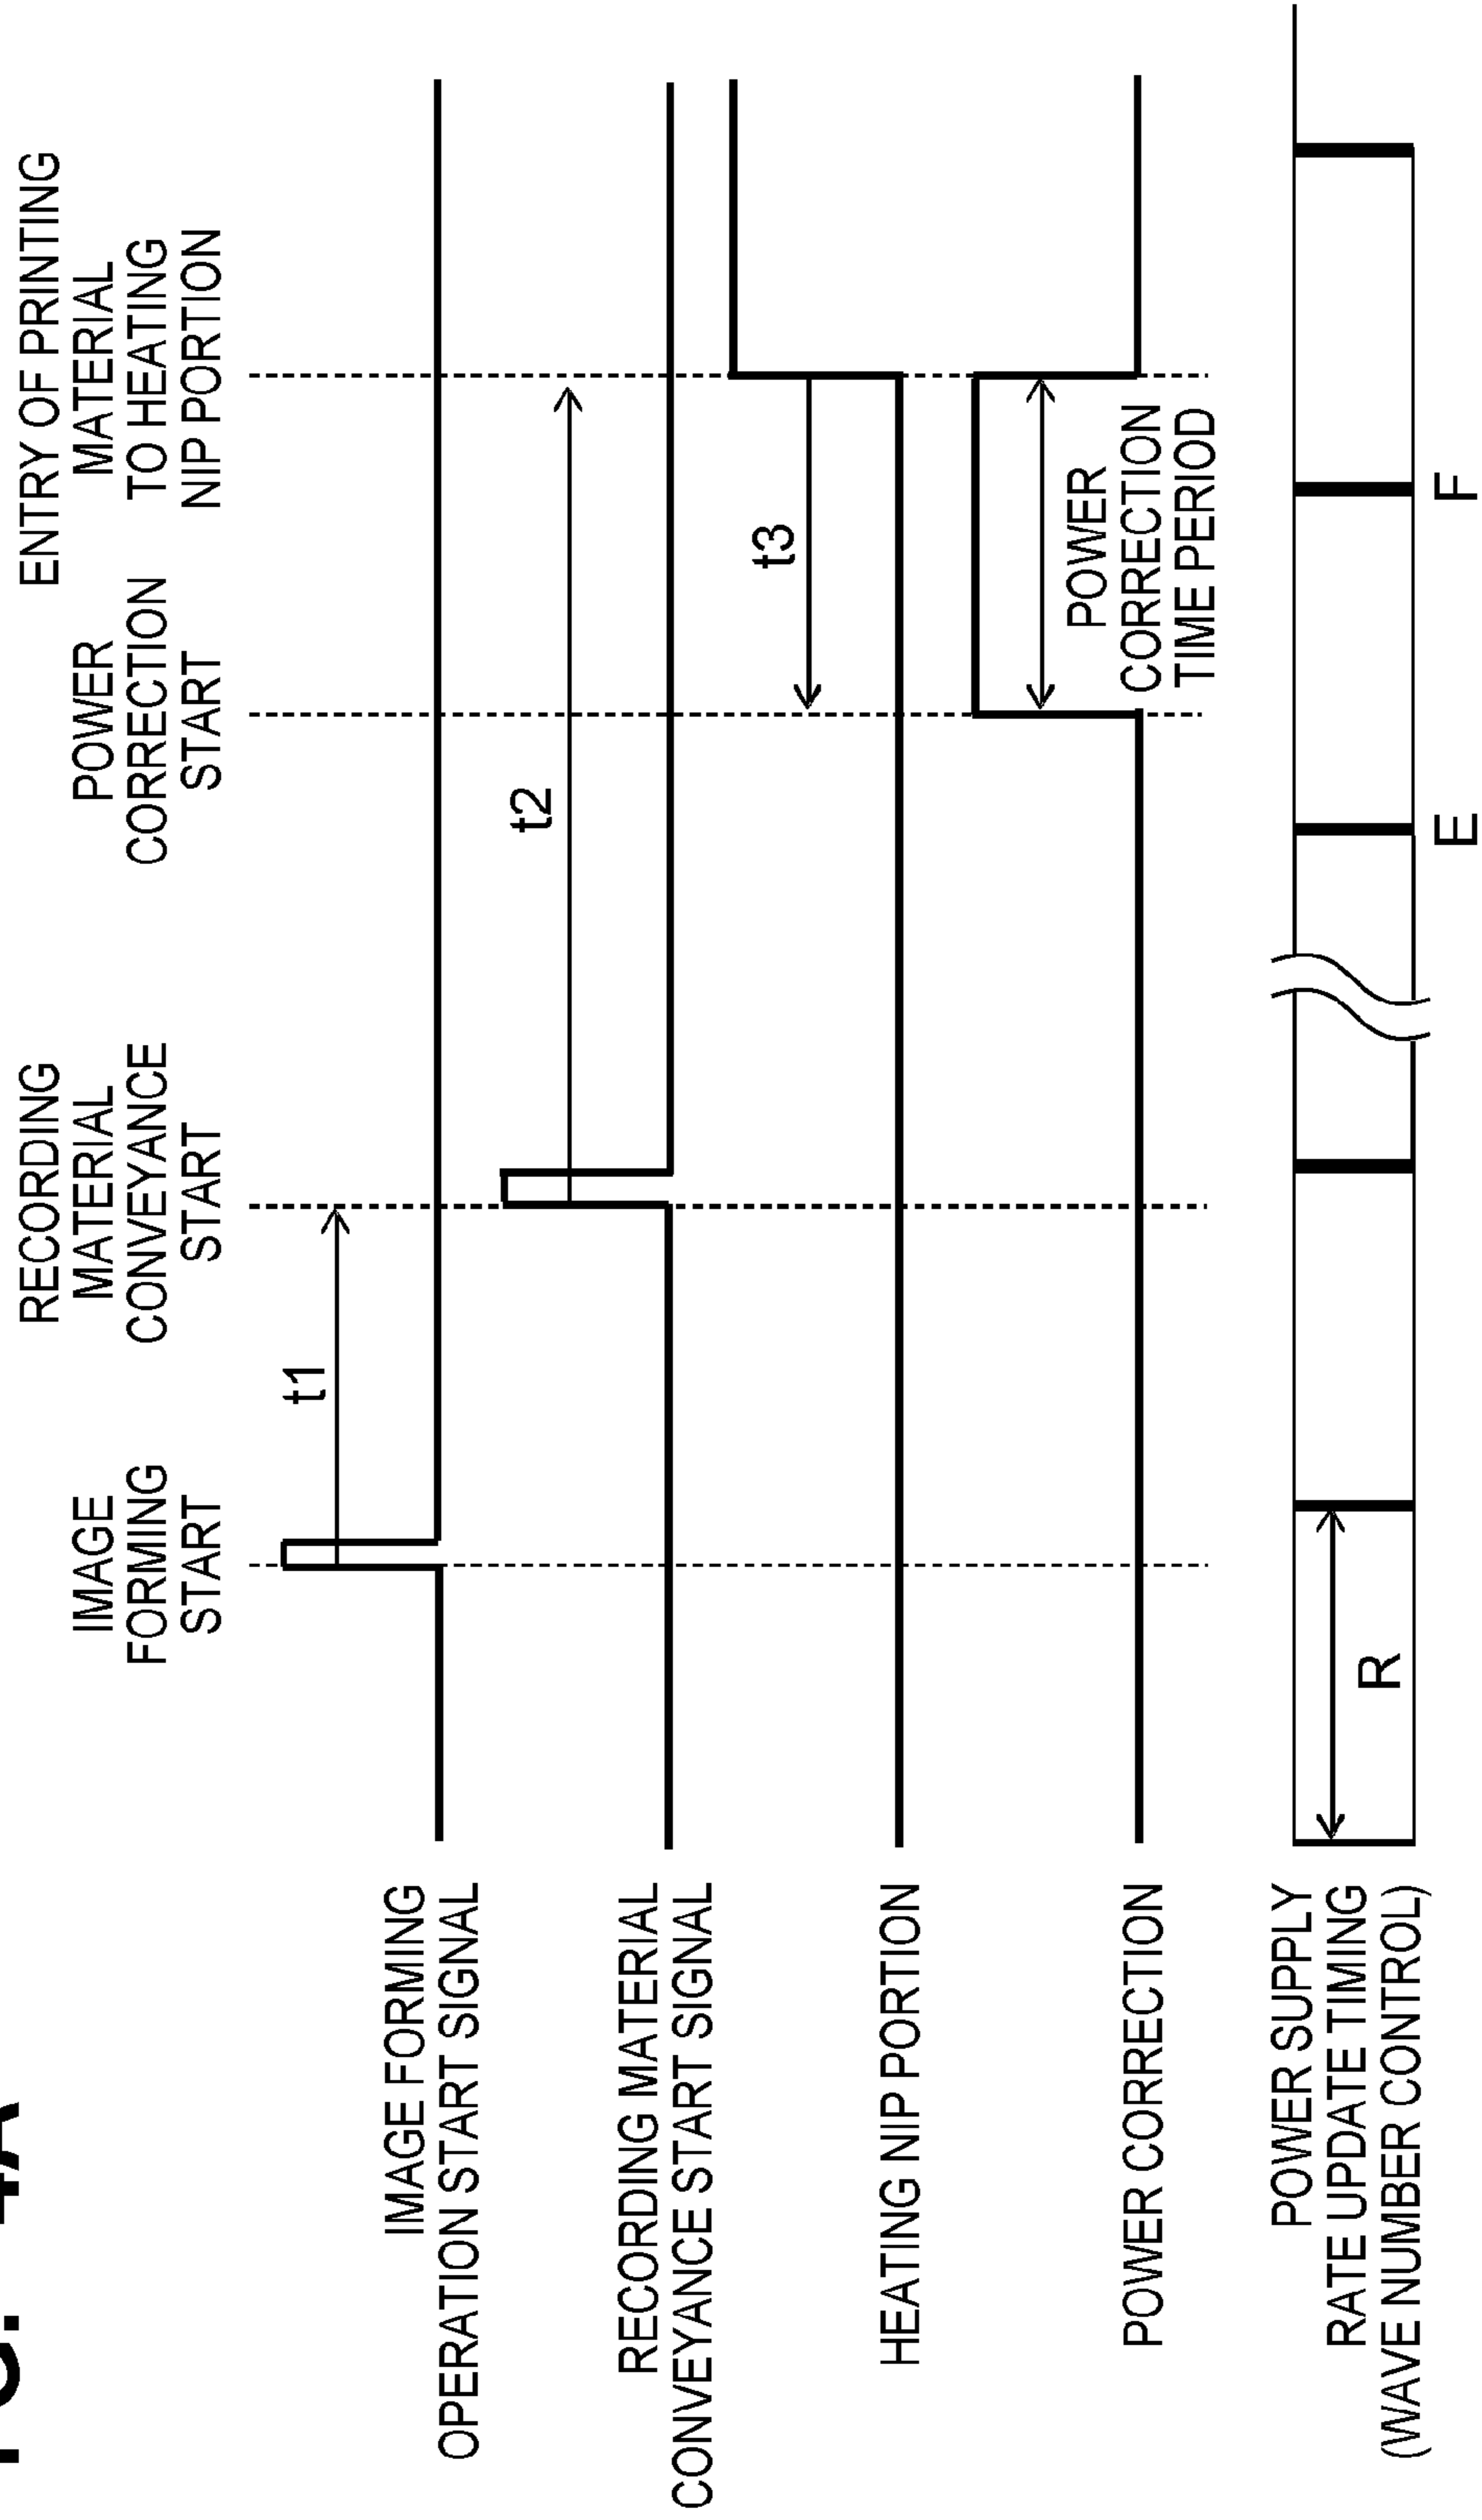 ENTRY OF PRINTING
MATERIAL
TO HEATING
NIP PORTION
POWER
CORRECTION
START
RECORDING
MATERIAL
CONVEYANCE
START
IMAGE
FORMING
START
IMAGE FORMING
OPERATION START SIGNAL
t1
RECORDING MATERIAL
CONVEYANCE START SIGNAL
t2
HEATING NIP PORTION
t3
POWER CORRECTION
POWER
CORRECTION
TIME PERIOD
POWER SUPPLY
RATE UPDATE TIMING
(WAVE NUMBER CONTROL)
R
E
F